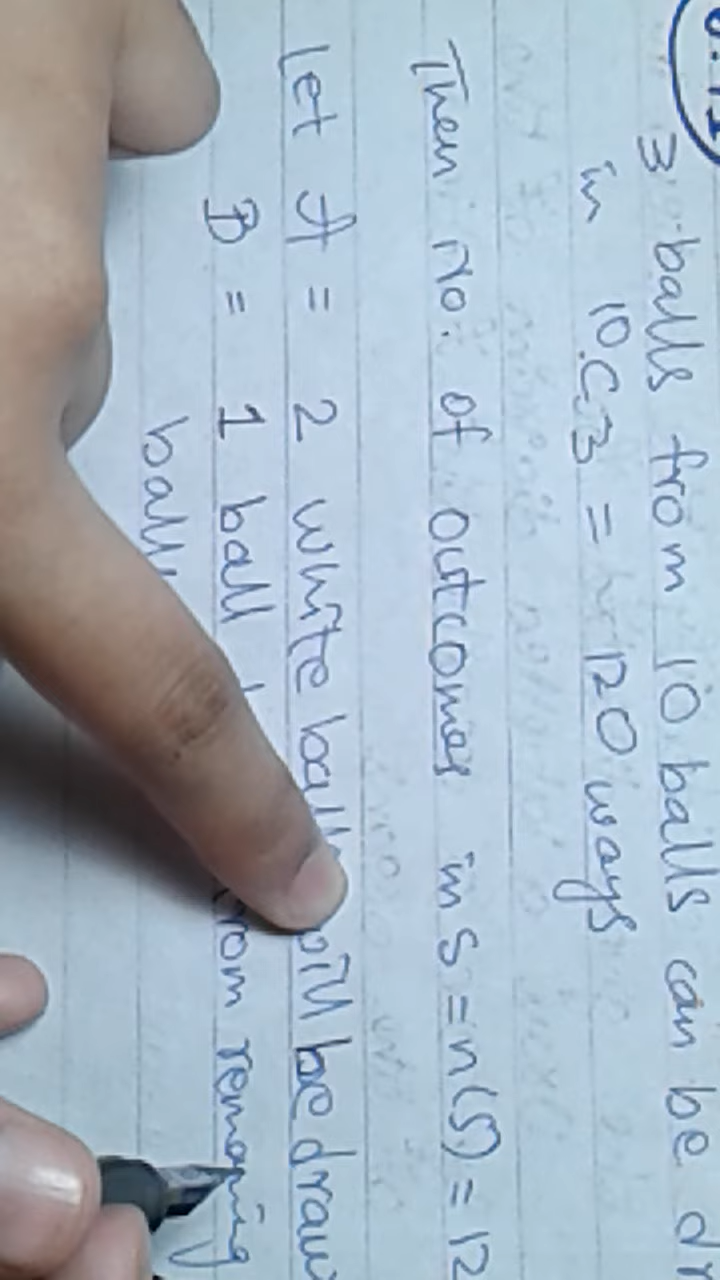 3 balls from 10 balls can be
in 10C3 = 120 ways
Then no. of outcomes in S = n(S) = 12
Let A = 2 white ball will be draw
B = 1 ball from remaning
ball